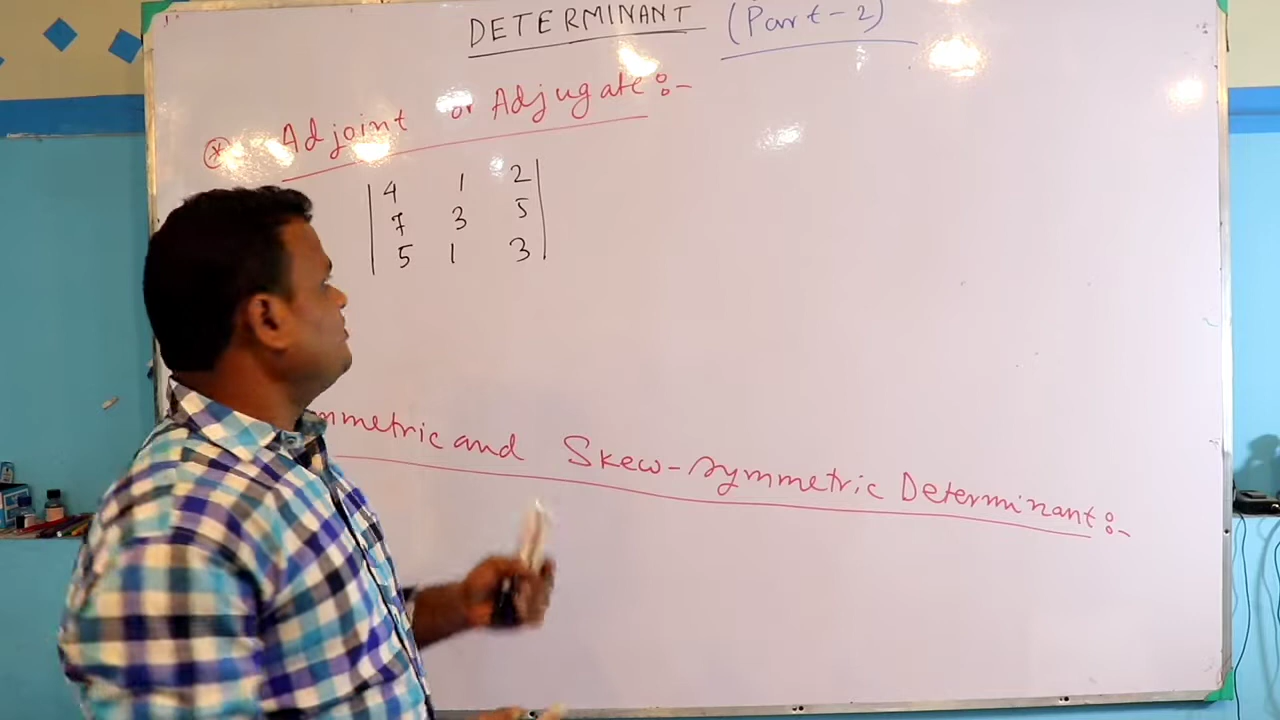 DETERMINANT (Part-2)
* Adjoint or Adjugate :-
4 1 2
7 3 5
5 1 3
mmetric and Skew-symmetric Determinant :-